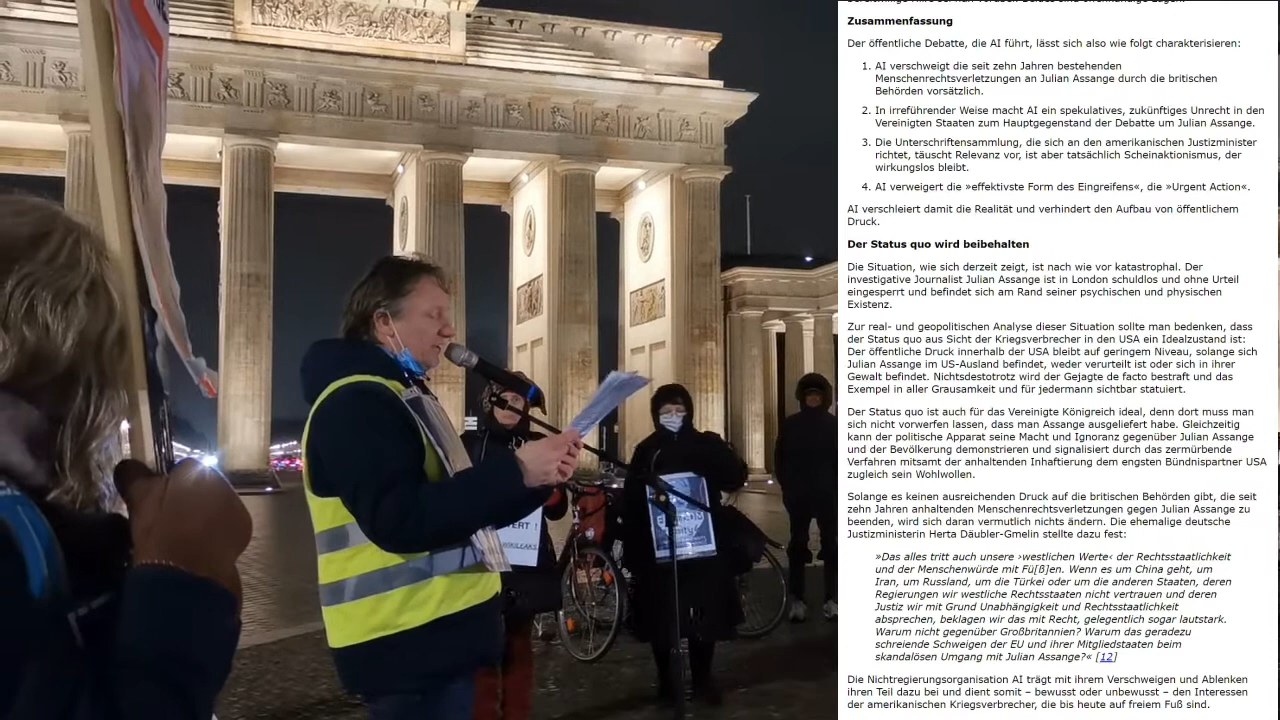 Zusammenfassung
Der öffentliche Debatte, die AI führt, lässt sich also wie folgt charakterisieren:
1. AI verschweigt die seit zehn Jahren bestehenden
Menschenrechtsverletzungen an Julian Assange durch die britischen
Behörden vorsätzlich.
2. In irreführender Weise macht AI ein spekulatives, zukünftiges Unrecht in den
Vereinigten Staaten zum Hauptgegenstand der Debatte um Julian Assange.
3. Die Unterschriftensammlung, die sich an den amerikanischen Justizminister
richtet, täuscht Relevanz vor, ist aber tatsächlich Scheinaktionismus, der
wirkungslos bleibt.
4. AI verweigert die »effektivste Form des Eingreifens«, die »Urgent Action«.
AI verschleiert damit die Realität und verhindert den Aufbau von öffentlichem
Druck.
Der Status quo wird beibehalten
Die Situation, wie sich derzeit zeigt, ist nach wie vor katastrophal. Der
investigative Journalist Julian Assange ist in London schuldlos und ohne Urteil
eingesperrt und befindet sich am Rand seiner psychischen und physischen
Existenz.
Zur real- und geopolitischen Analyse dieser Situation sollte man bedenken, dass
der Status quo aus Sicht der Kriegsverbrecher in den USA ein Idealzustand ist:
Der öffentliche Druck innerhalb der USA bleibt auf geringem Niveau, solange sich
Julian Assange im US-Ausland befindet, weder verurteilt ist oder sich in ihrer
Gewalt befindet. Nichtsdestotrotz wird der Gejagte de facto bestraft und das
Exempel in aller Grausamkeit und für jedermann sichtbar statuiert.
Der Status quo ist auch für das Vereinigte Königreich ideal, denn dort muss man
sich nicht vorwerfen lassen, dass man Assange ausgeliefert habe. Gleichzeitig
kann der politische Apparat seine Macht und Ignoranz gegenüber Julian Assange
und der Bevölkerung demonstrieren und signalisiert durch das zermürbende
Verfahren mitsamt der anhaltenden Inhaftierung dem engsten Bündnispartner USA
zugleich sein Wohlwollen.
Solange es keinen ausreichenden Druck auf die britischen Behörden gibt, die seit
zehn Jahren anhaltenden Menschenrechtsverletzungen gegen Julian Assange zu
beenden, wird sich daran vermutlich nichts ändern. Die ehemalige deutsche
Justizministerin Herta Däubler-Gmelin stellte dazu fest:
»Das alles tritt auch unsere ›westlichen Werte‹ der Rechtsstaatlichkeit
und der Menschenwürde mit Fü[ß]en. Wenn es um China geht, um
Iran, um Russland, um die Türkei oder um die anderen Staaten, deren
Regierungen wir westliche Rechtsstaaten nicht vertrauen und deren
Justiz wir mit Grund Unabhängigkeit und Rechtsstaatlichkeit
absprechen, beklagen wir das mit Recht, gelegentlich sogar lautstark.
Warum nicht gegenüber Großbritannien? Warum das geradezu
schreiende Schweigen der EU und ihrer Mitgliedstaaten beim
skandalösen Umgang mit Julian Assange?« [12]
Die Nichtregierungsorganisation AI trägt mit ihrem Verschweigen und Ablenken
ihren Teil dazu bei und dient somit – bewusst oder unbewusst – den Interessen
der amerikanischen Kriegsverbrecher, die bis heute auf freiem Fuß sind.